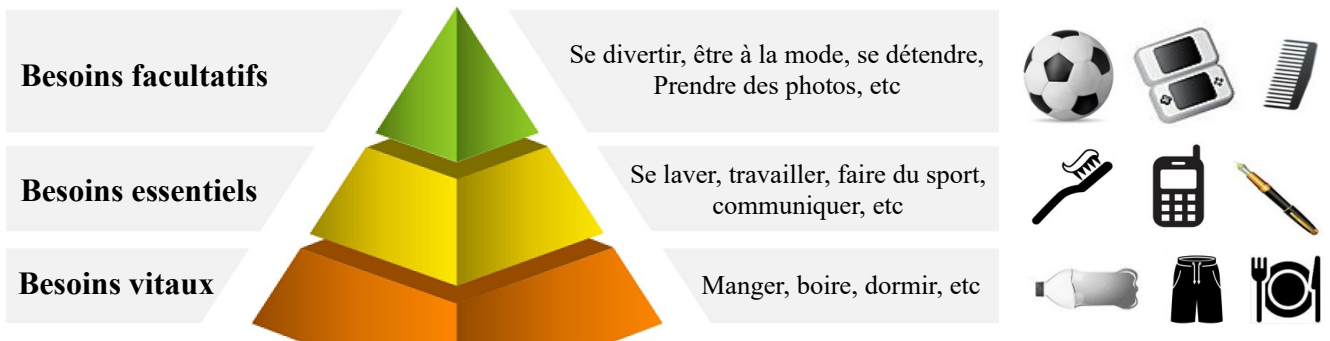 Besoins facultatifs
Se divertir, être à la mode, se détendre,
Prendre des photos, etc
Besoins essentiels
Se laver, travailler, faire du sport,
communiquer, etc
Besoins vitaux
Manger, boire, dormir, etc